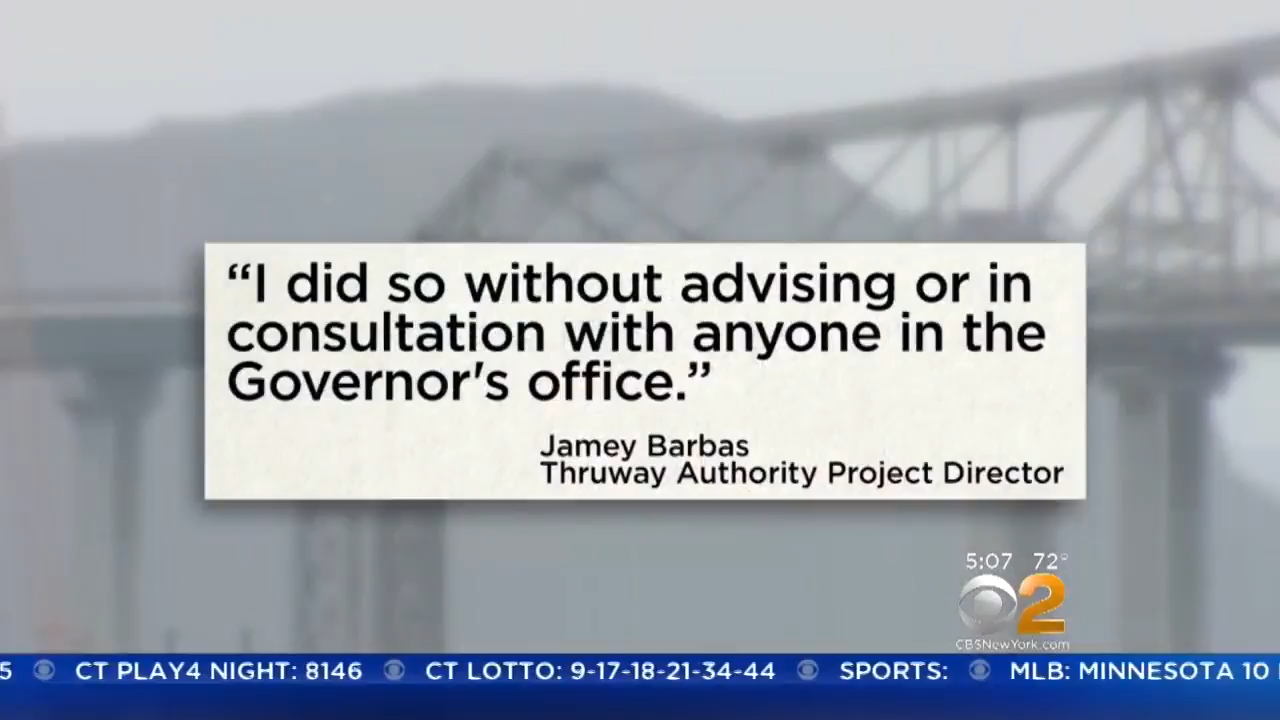 “I did so without advising or in
consultation with anyone in the
Governor's office.”
Jamey Barbas
Thruway Authority Project Director
5:07 72°
2
CBSNewYork.com
5 CT PLAY4 NIGHT: 8146 CT LOTTO: 9-17-18-21-34-44 SPORTS: MLB: MINNESOTA 10